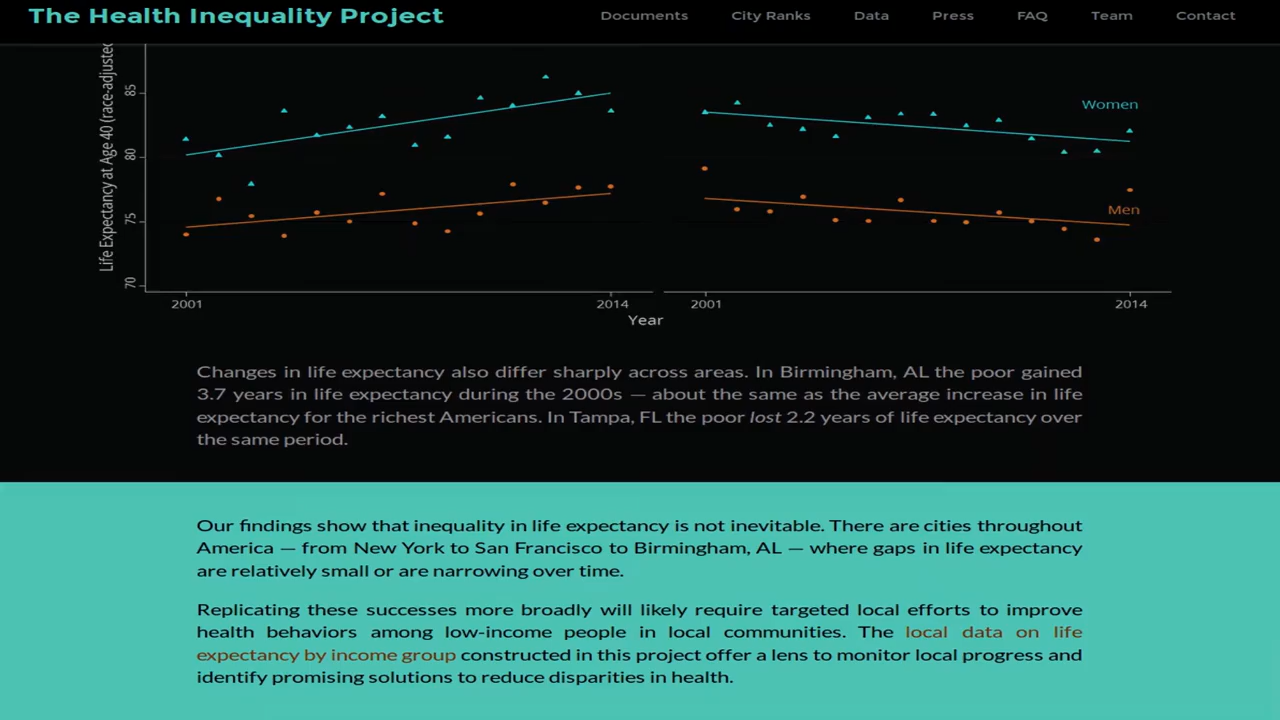 The Health Inequality Project
Documents City Ranks Data Press FAQ Team Contact
Life Expectancy at Age 40 (race-adjusted
85
80
75
70
Women
Men
2001 2014 2001 2014
Year
Changes in life expectancy also differ sharply across areas. In Birmingham, AL the poor gained
3.7 years in life expectancy during the 2000s — about the same as the average increase in life
expectancy for the richest Americans. In Tampa, FL the poor lost 2.2 years of life expectancy over
the same period.
Our findings show that inequality in life expectancy is not inevitable. There are cities throughout
America — from New York to San Francisco to Birmingham, AL — where gaps in life expectancy
are relatively small or are narrowing over time.
Replicating these successes more broadly will likely require targeted local efforts to improve
health behaviors among low-income people in local communities. The local data on life
expectancy by income group constructed in this project offer a lens to monitor local progress and
identify promising solutions to reduce disparities in health.